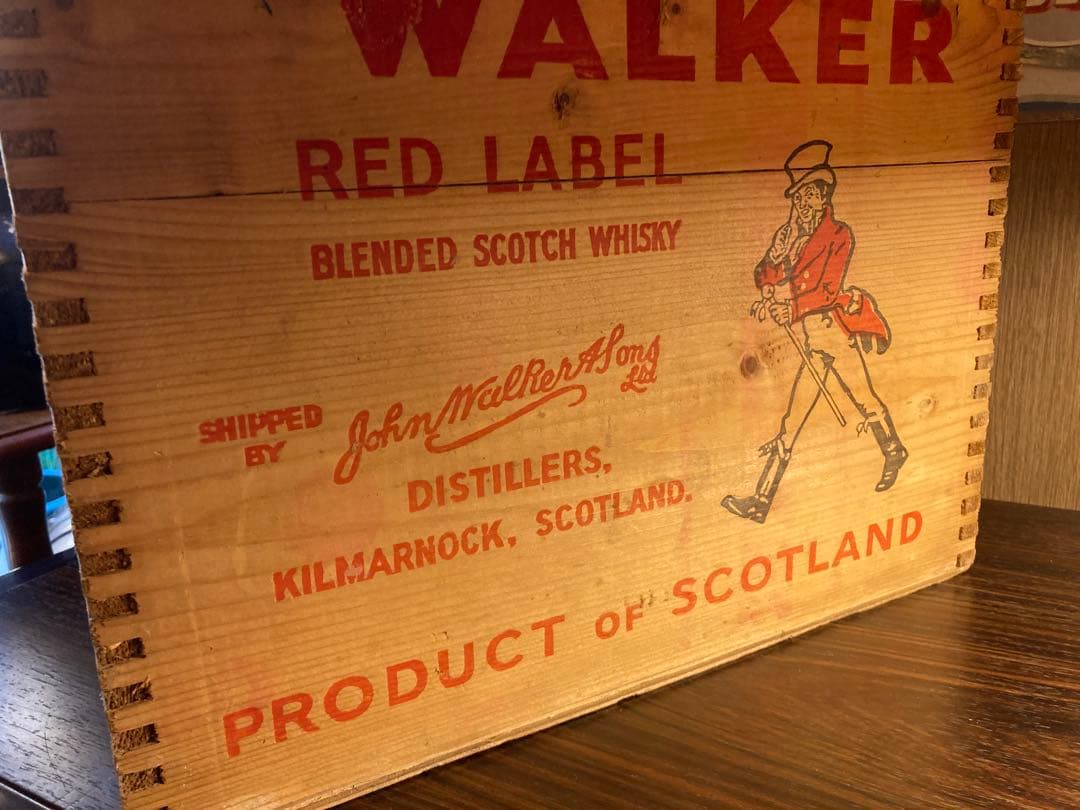 WALKER
RED LABEL
BLENDED SCOTCH WHISKY
SHIPPED
BY
John Walker & Sons
Ltd
DISTILLERS,
KILMARNOCK, SCOTLAND.
PRODUCT OF SCOTLAND